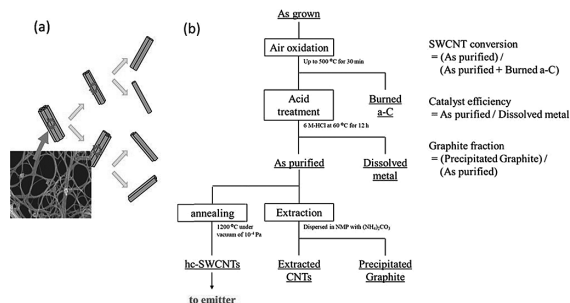 (a)
(b)
As grown
Air oxidation
Up to 500 °C for 30 min
Acid
treatment
Burned
a-C
6 M-HCl at 60 °C for 12 h
As purified
Dissolved
metal
annealing
Extraction
1200 °C under
vacuum of 10⁻⁴ Pa
Dispersed in NMP with (NH₄)₂CO₃
hc-SWCNTs
Extracted
CNTs
Precipitated
Graphite
to emitter
SWCNT conversion
= (As purified) /
(As purified + Burned a-C)
Catalyst efficiency
= As purified / Dissolved metal
Graphite fraction
=(Precipitated Graphite) /
(As purified)